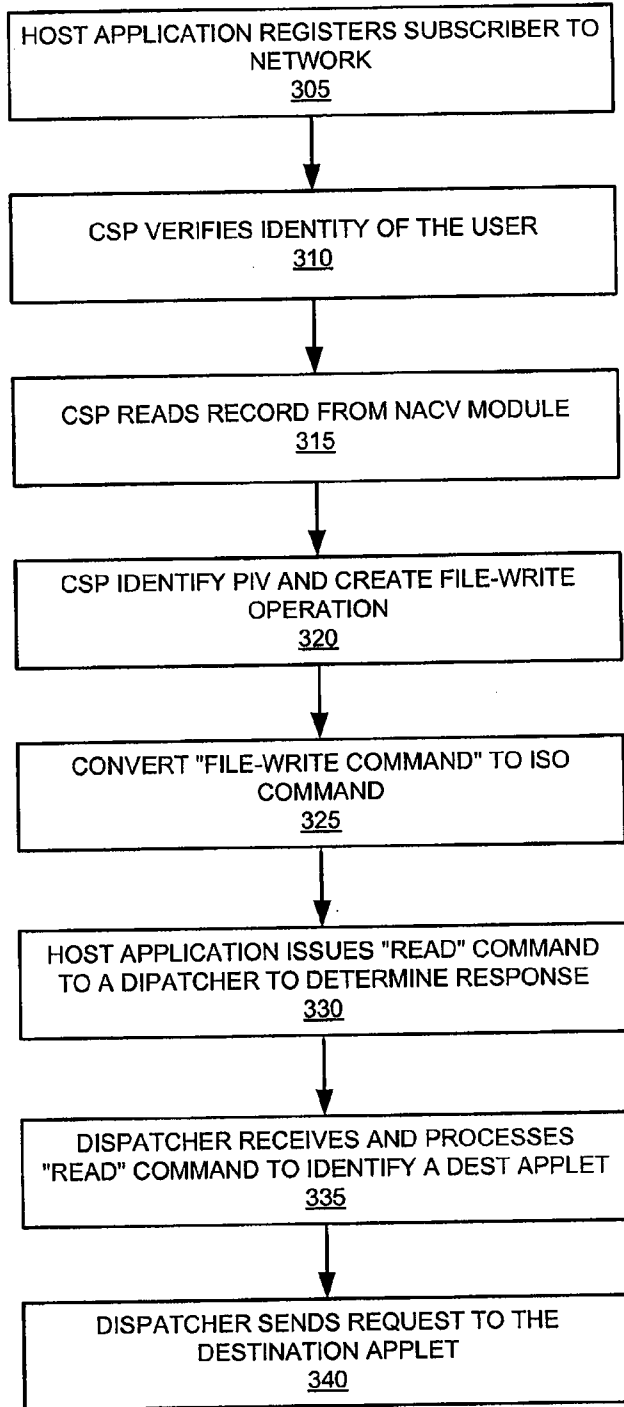 HOST APPLICATION REGISTERS SUBSCRIBER TO
NETWORK
305
CSP VERIFIES IDENTITY OF THE USER
310
CSP READS RECORD FROM NACV MODULE
315
CSP IDENTIFY PIV AND CREATE FILE-WRITE
OPERATION
320
CONVERT "FILE-WRITE COMMAND" TO ISO
COMMAND
325
HOST APPLICATION ISSUES "READ" COMMAND
TO A DIPATCHER TO DETERMINE RESPONSE
330
DISPATCHER RECEIVES AND PROCESSES
"READ" COMMAND TO IDENTIFY A DEST APPLET
335
DISPATCHER SENDS REQUEST TO THE
DESTINATION APPLET
340